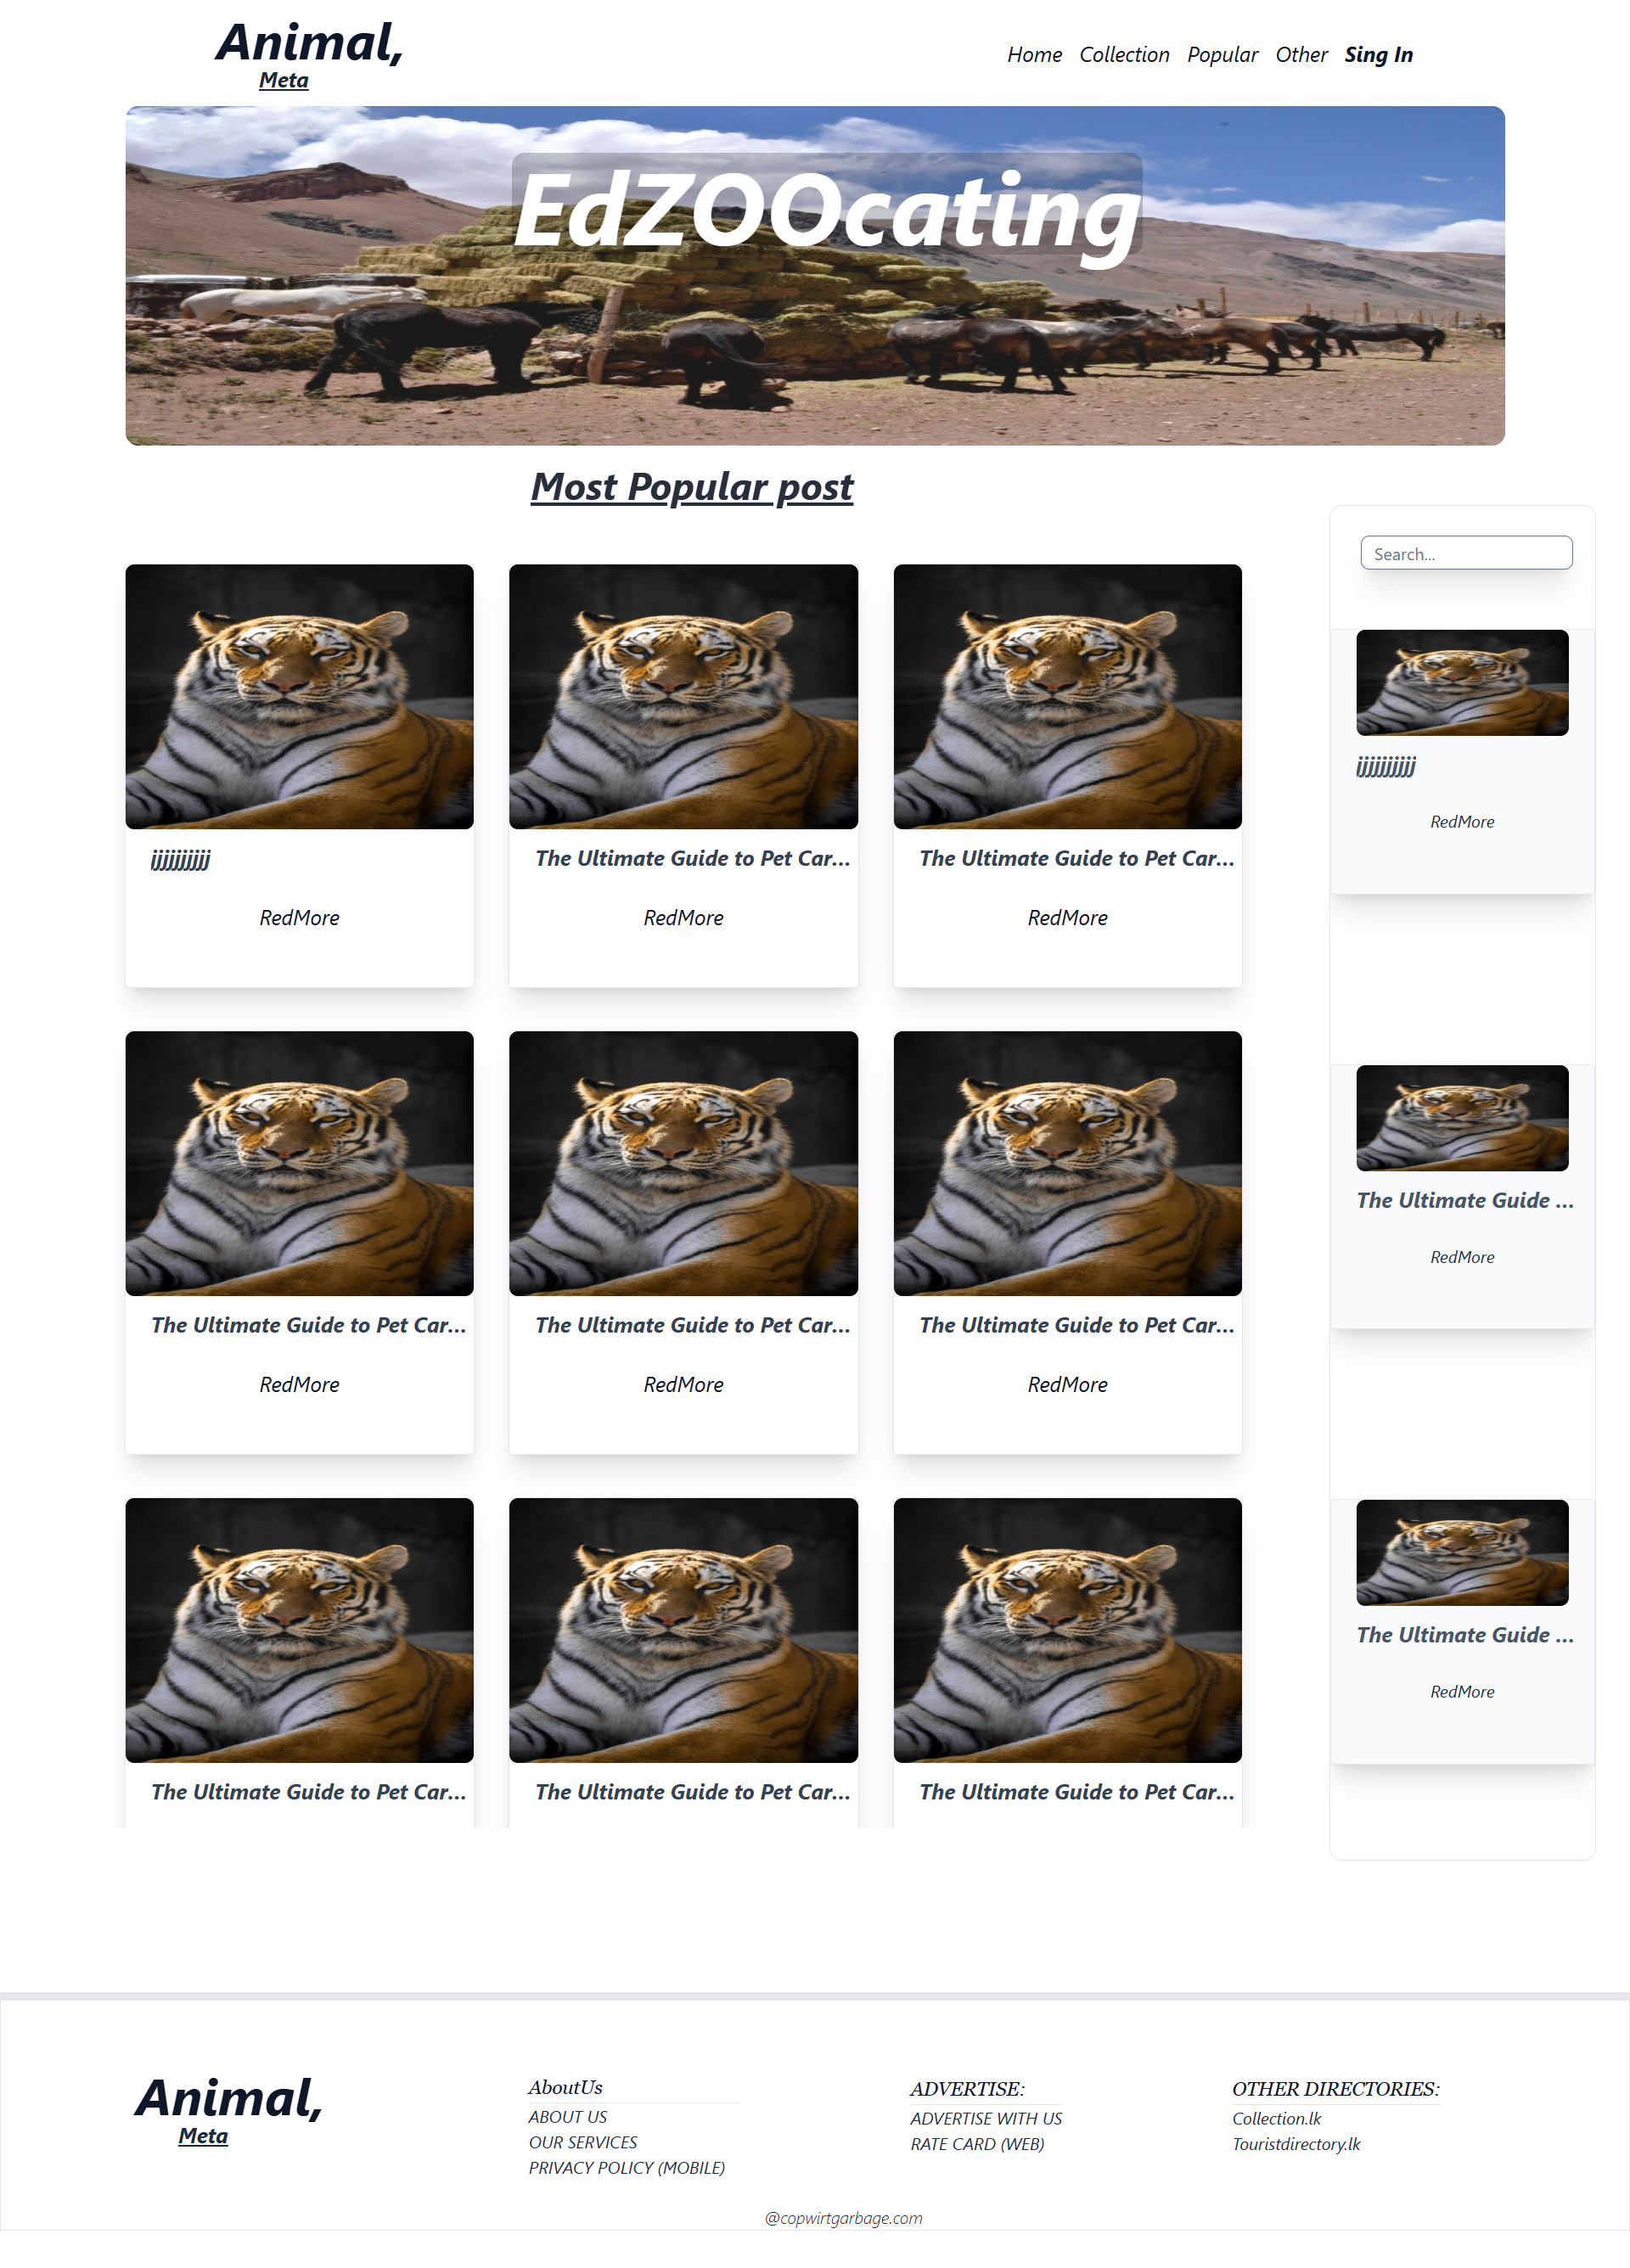 Animal,
Meta
Home Collection Popular Other Sing In
EdZOOcating
Most Popular post
Search...
jjjjjjjjjj
RedMore
The Ultimate Guide to Pet Car...
RedMore
The Ultimate Guide to Pet Car...
RedMore
The Ultimate Guide to Pet Car...
RedMore
The Ultimate Guide to Pet Car...
RedMore
The Ultimate Guide to Pet Car...
RedMore
The Ultimate Guide to Pet Car...
The Ultimate Guide to Pet Car...
The Ultimate Guide to Pet Car...
jjjjjjjjjj
RedMore
The Ultimate Guide ...
RedMore
The Ultimate Guide ...
RedMore
Animal,
Meta
AboutUs
ABOUT US
OUR SERVICES
PRIVACY POLICY (MOBILE)
ADVERTISE:
ADVERTISE WITH US
RATE CARD (WEB)
OTHER DIRECTORIES:
Collection.lk
Touristdirectory.lk
@copwirtgarbage.com